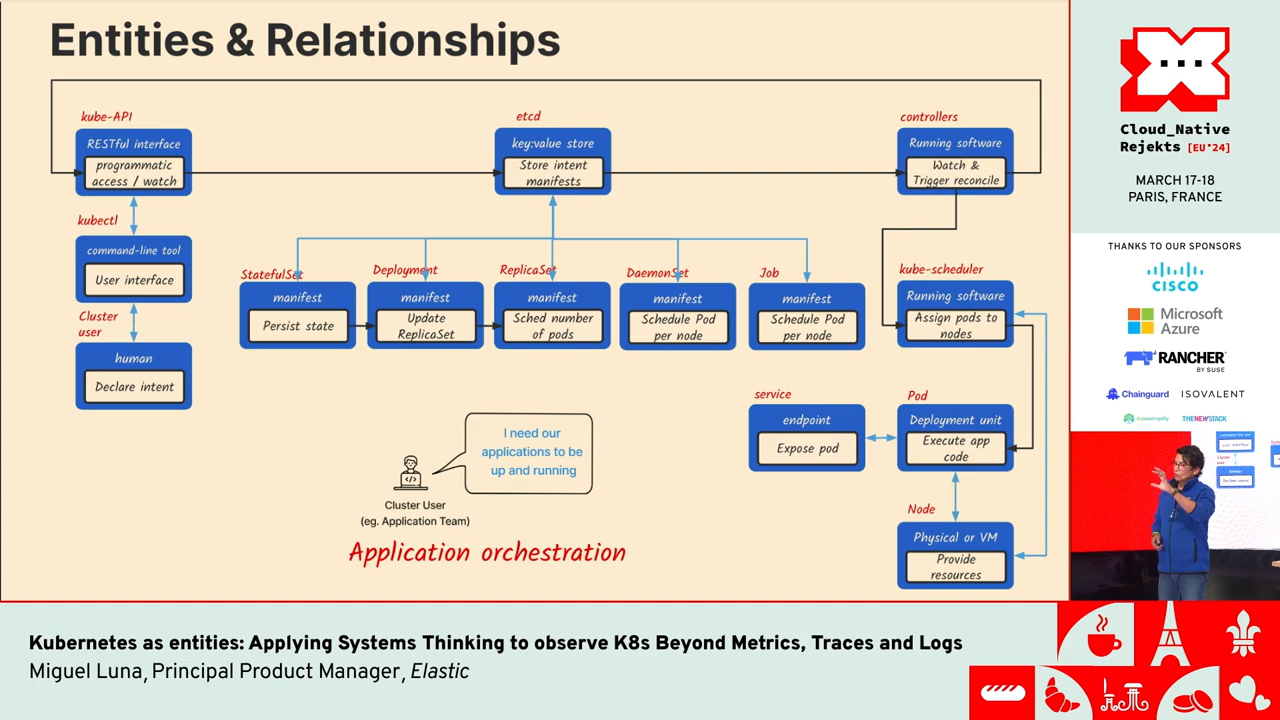 Entities & Relationships
kube-API
RESTful interface
programmatic
access / watch
etcd
key:value store
Store intent
manifests
controllers
Running software
Watch &
Trigger reconcile
kubectl
command-line tool
User interface
Cluster
user
human
Declare intent
StatefulSet
manifest
Persist state
Deployment
manifest
Update
ReplicaSet
ReplicaSet
manifest
Sched number
of pods
DaemonSet
manifest
Schedule Pod
per node
Job
manifest
Schedule Pod
per node
kube-scheduler
Running software
Assign pods to
nodes
service
endpoint
Expose pod
Pod
Deployment unit
Execute app
code
Node
Physical or VM
Provide
resources
I need our
applications to be
up and running
Cluster User
(eg. Application Team)
Application orchestration
Cloud_Native
Rejekts [EU'24]
MARCH 17-18
PARIS, FRANCE
THANKS TO OUR SPONSORS
CISCO
Microsoft
Azure
RANCHER
BY SUSE
Chainguard
ISOVALENT
kubesimplify
THENEWSTACK
Kubernetes as entities: Applying Systems Thinking to observe K8s Beyond Metrics, Traces and Logs
Miguel Luna, Principal Product Manager, Elastic